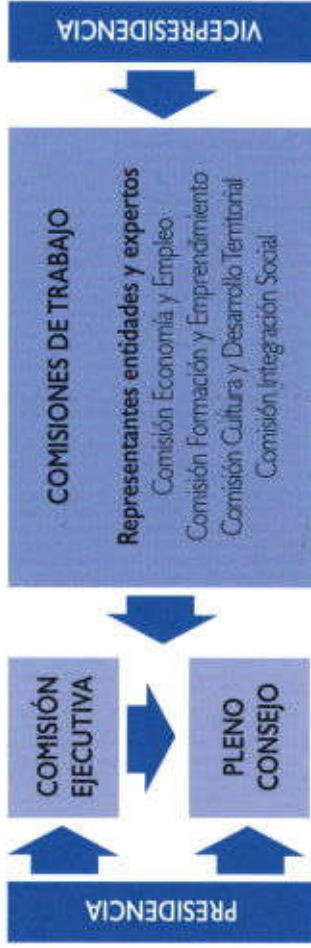 PRESIDENCIA
COMISIÓN
EJECUTIVA
PLENO
CONSEJO
COMISIONES DE TRABAJO
Representantes entidades y expertos
Comisión Economía y Empleo
Comisión Formación y Emprendimiento
Comisión Cultura y Desarrollo Territorial
Comisión Integración Social
VICEPRESIDENCIA